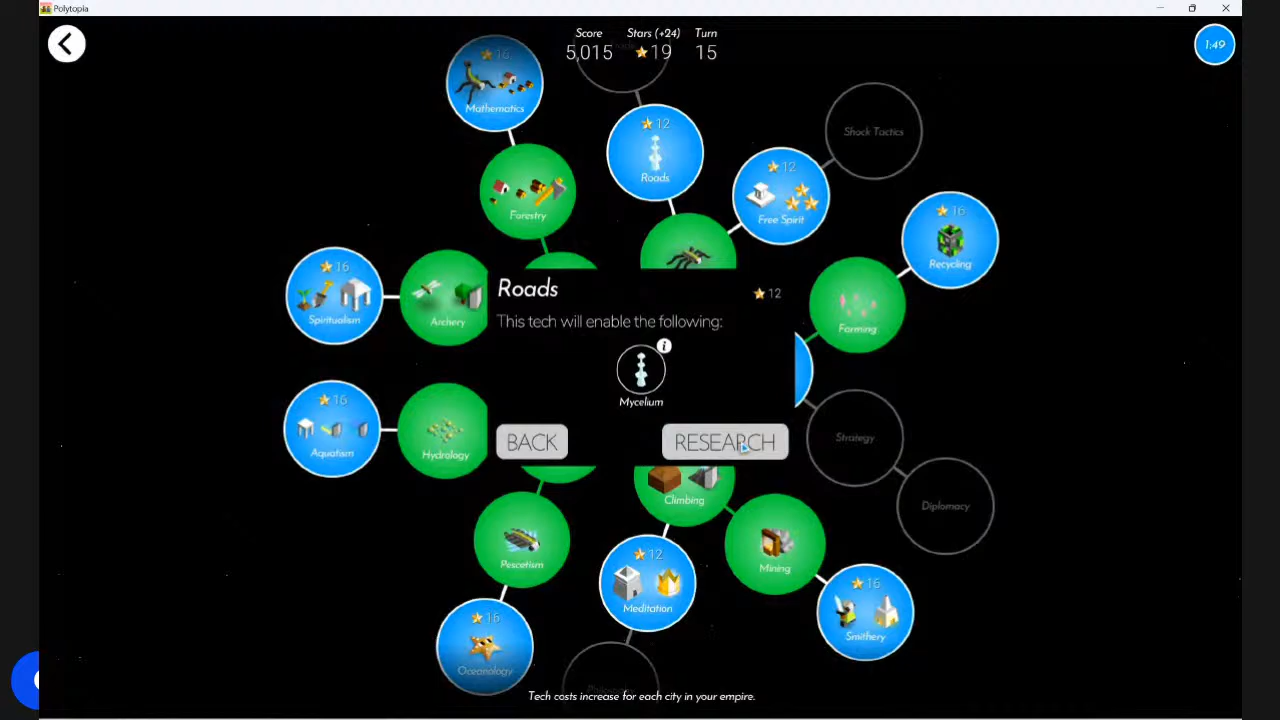 Polytopia
Score
Stars (+24)
Turn
5,015
19
15
1:49
16
Mathematics
12
Roads
Shock Tactics
12
Free Spirit
Forestry
16
Recycling
16
Spiritualism
Archery
Farming
Roads
12
This tech will enable the following:
i
Mycelium
BACK
RESEARCH
16
Aquatism
Hydrology
Strategy
Climbing
Diplomacy
Pescetism
12
Meditation
Mining
16
Smithery
16
Oceanology
Tech costs increase for each city in your empire.